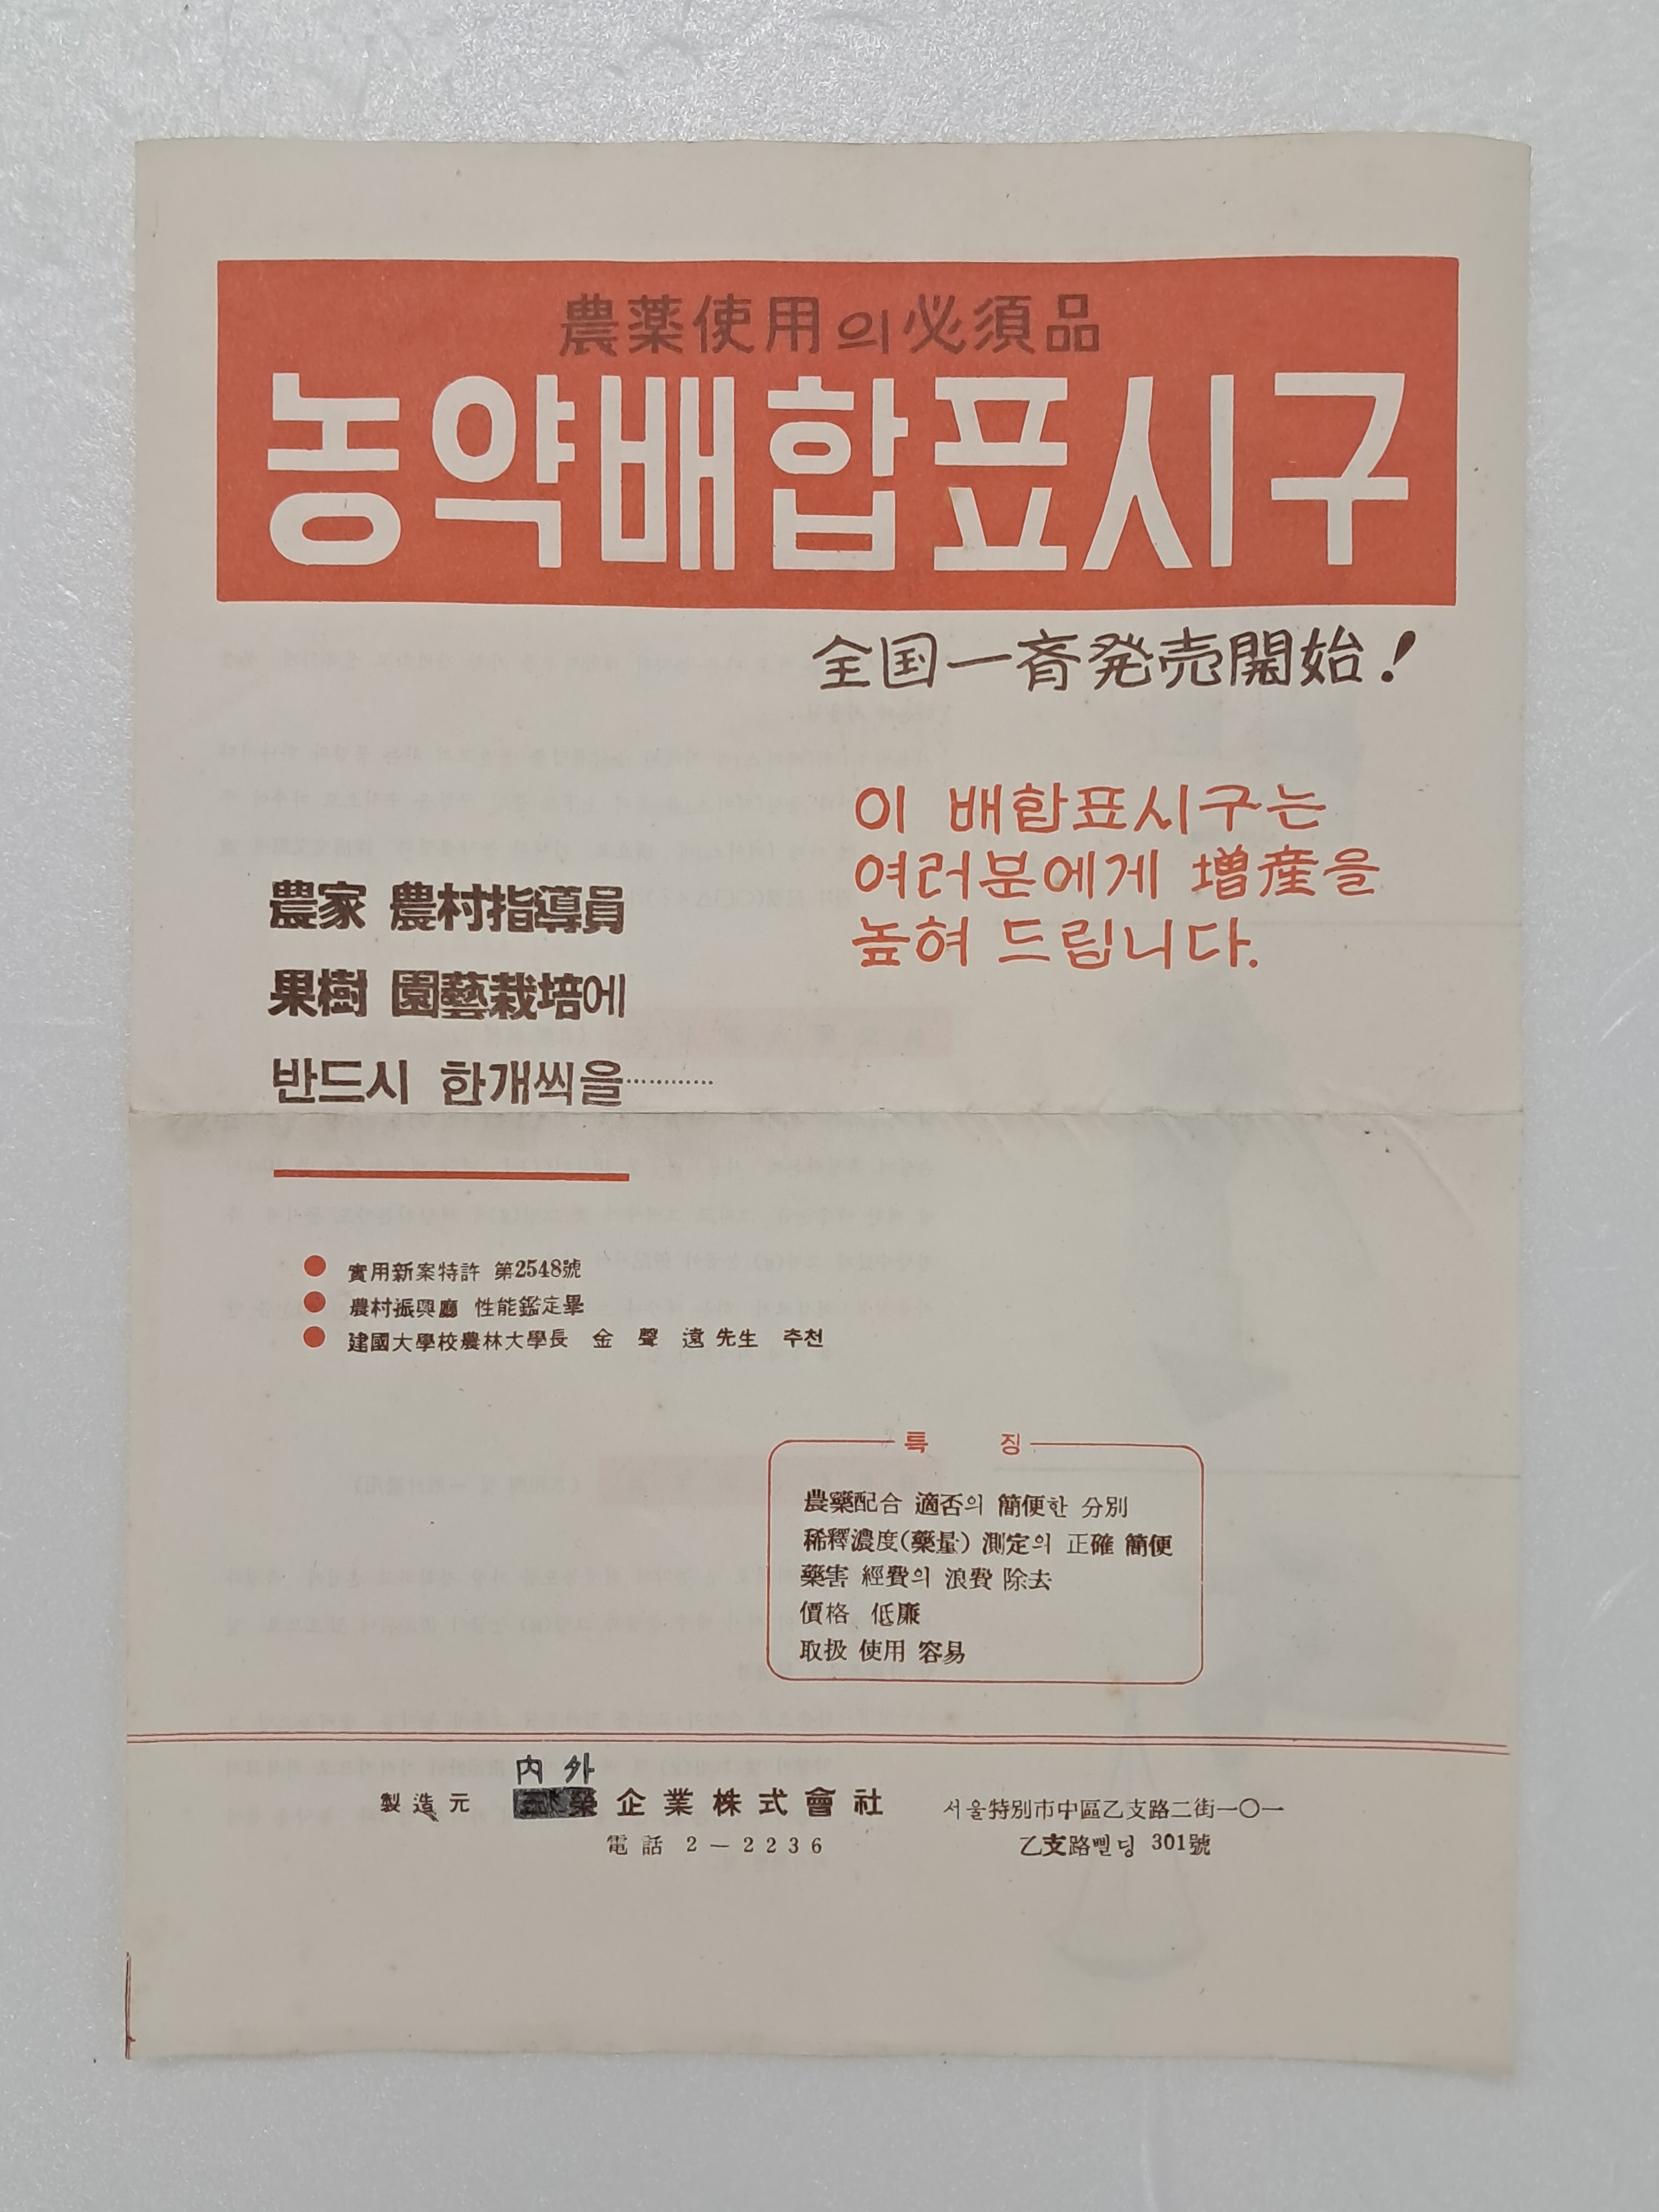 農薬使用의必須品
농약배합표시구
全国一斉発売開始!
이 배합표시구는
여러분에게 増産을
높혀 드립니다.
農家 農村指導員
果樹 園藝栽培에
반드시 한개씩을…………
● 實用新案特許 第2548號
● 農村振興廳 性能鑑定畢
● 建國大學校農林大學長 金 聲 遠 先生 추천
특 징
農藥配合 適否의 簡便한 分別
稀釋濃度(藥量) 測定의 正確 簡便
藥害 經費의 浪費 除去
價格 低廉
取扱 使用 容易
內外
製造元 企業株式會社 서울特別市中區乙支路二街一〇一
電話 2-2236 乙支路삘딩 301號